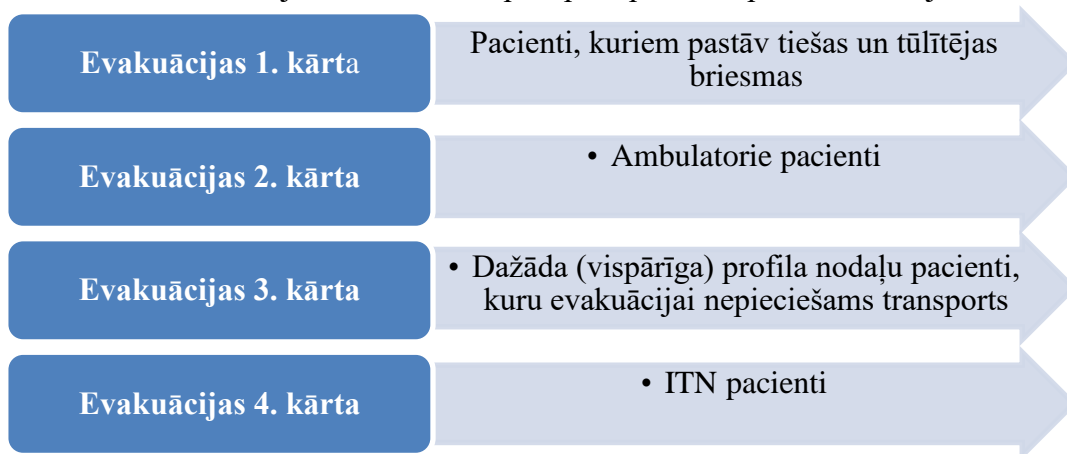 Evakuācijas 1. kārta
Pacienti, kuriem pastāv tiešas un tūlītējas
briesmas
Evakuācijas 2. kārta
• Ambulatorie pacienti
Evakuācijas 3. kārta
• Dažāda (vispārīga) profila nodaļu pacienti,
kuru evakuācijai nepieciešams transports
Evakuācijas 4. kārta
• ITN pacienti